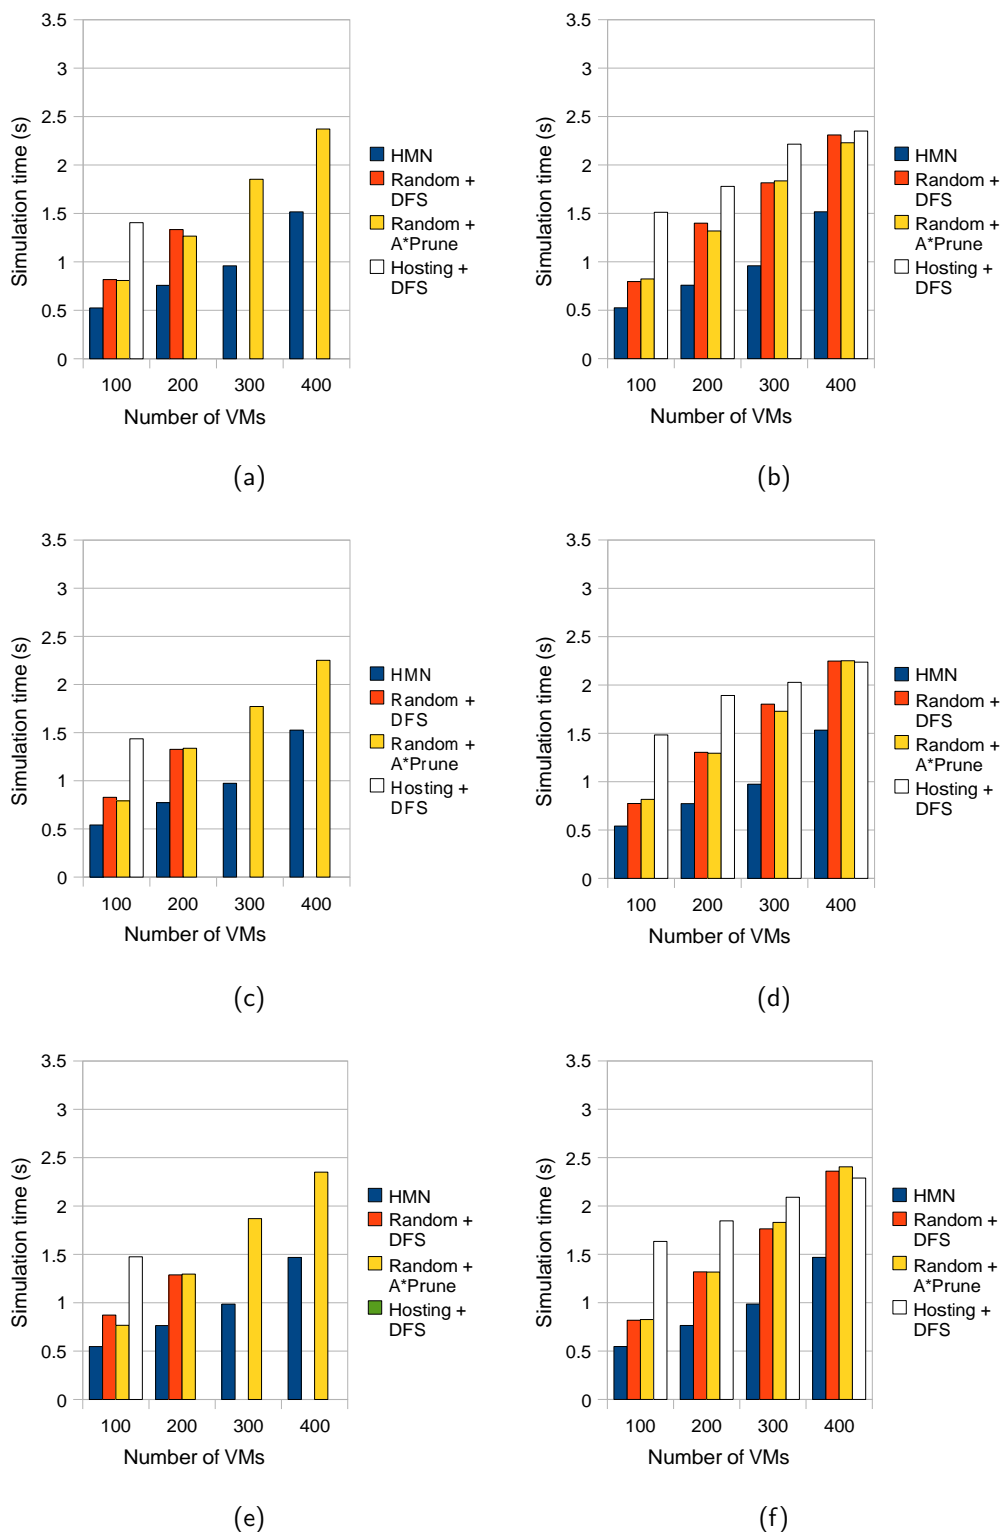 3.5
3
2.5
2
1.5
1
0.5
0
Simulation time (s)
100 200 300 400
Number of VMs
HMN
Random +
DFS
Random +
A*Prune
Hosting +
DFS
(a)
3.5
3
2.5
2
1.5
1
0.5
0
Simulation time (s)
100 200 300 400
Number of VMs
HMN
Random +
DFS
Random +
A*Prune
Hosting +
DFS
(b)
3.5
3
2.5
2
1.5
1
0.5
0
Simulation time (s)
100 200 300 400
Number of VMs
HMN
Random +
DFS
Random +
A*Prune
Hosting +
DFS
(c)
3.5
3
2.5
2
1.5
1
0.5
0
Simulation time (s)
100 200 300 400
Number of VMs
HMN
Random +
DFS
Random +
A*Prune
Hosting +
DFS
(d)
3.5
3
2.5
2
1.5
1
0.5
0
Simulation time (s)
100 200 300 400
Number of VMs
HMN
Random +
DFS
Random +
A*Prune
Hosting +
DFS
(e)
3.5
3
2.5
2
1.5
1
0.5
0
Simulation time (s)
100 200 300 400
Number of VMs
HMN
Random +
DFS
Random +
A*Prune
Hosting +
DFS
(f)